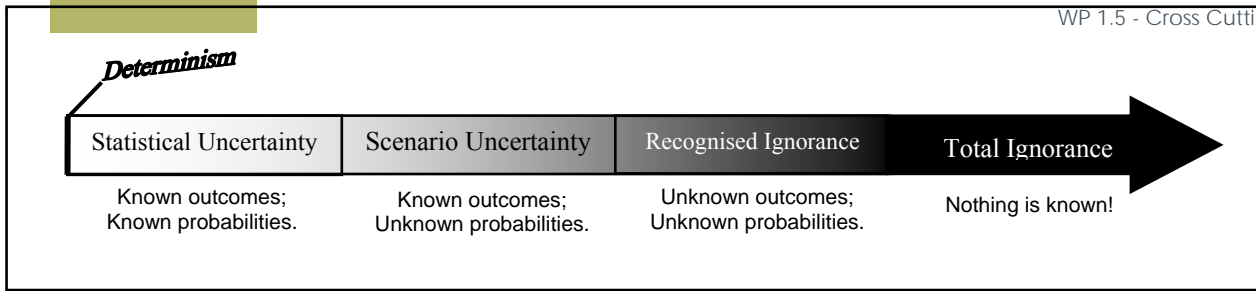 WP 1.5 - Cross Cutti
Determinism
Statistical Uncertainty
Scenario Uncertainty
Recognised Ignorance
Total Ignorance
Known outcomes;
Known probabilities.
Known outcomes;
Unknown probabilities.
Unknown outcomes;
Unknown probabilities.
Nothing is known!